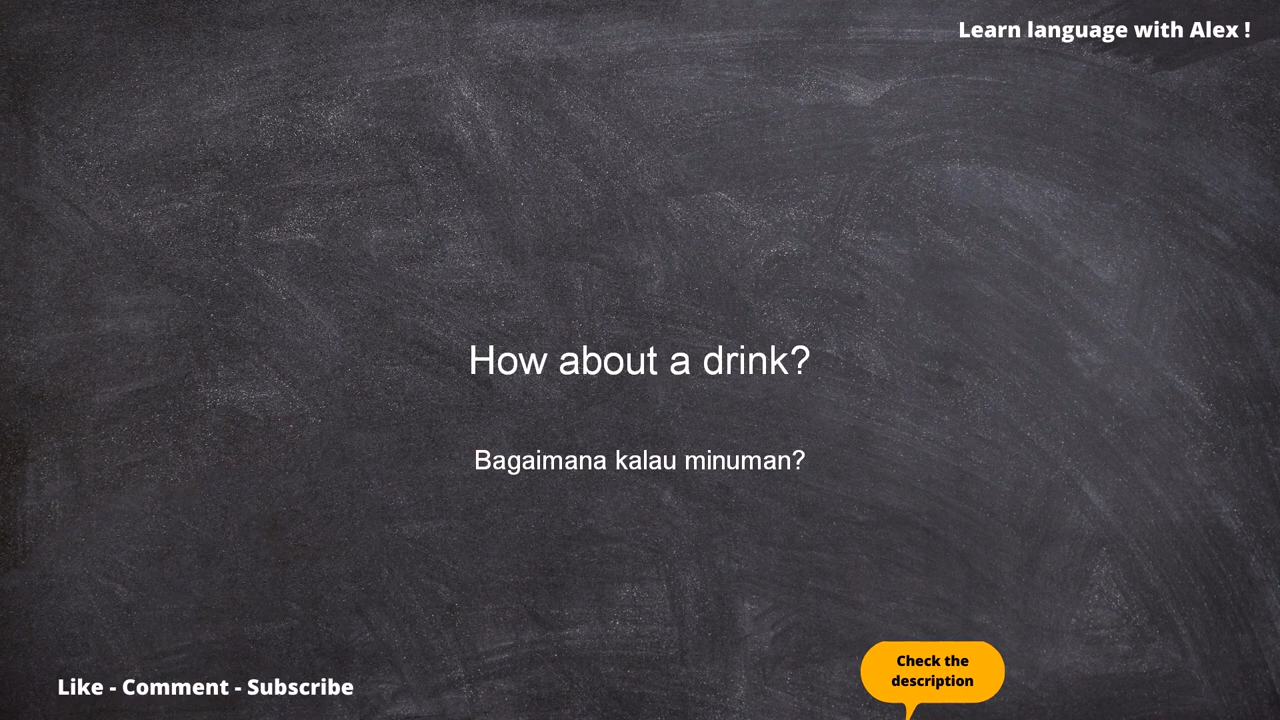 Learn language with Alex !
How about a drink?
Bagaimana kalau minuman?
Like - Comment - Subscribe
Check the
description